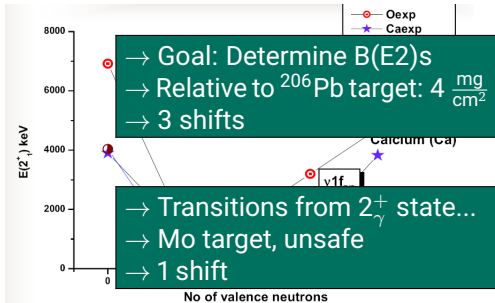 Oexp
Caexp
8000
→ Goal: Determine B(E2)s
→ Relative to ²⁰⁶Pb target: 4 mg/cm²
→ 3 shifts
6000
E(2⁺₁)/ keV
4000
Calcium (Ca)
ν1f
→ Transitions from 2⁺ᵧ state...
2000
→ Mo target, unsafe
→ 1 shift
0
0
No of valence neutrons